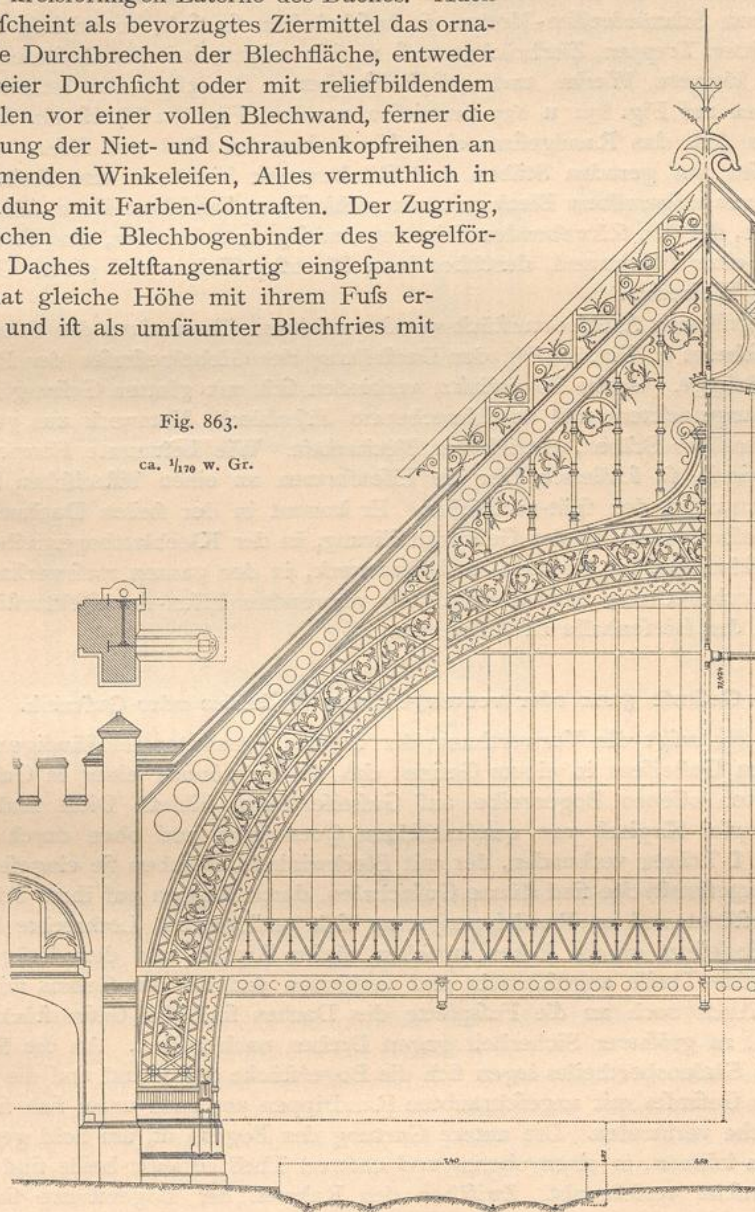 scheint als bevorzugtes Ziermittel das orna-
e Durchbrechen der Blechfläche, entweder
eier Durchſicht oder mit reliefbildendem
len vor einer vollen Blechwand, ferner die
ung der Niet- und Schraubenkopfreihen an
menden Winkeleiſen, Alles vermuthlich in
dung mit Farben-Contraſten. Der Zugring,
chen die Blechbogenbinder des kegelför-
Daches zeltſtangenartig eingeſpannt
at gleiche Höhe mit ihrem Fuſs er-
und iſt als umſäumter Blechfries mit
Fig. 863.
ca. 1/170 w. Gr.
7,40